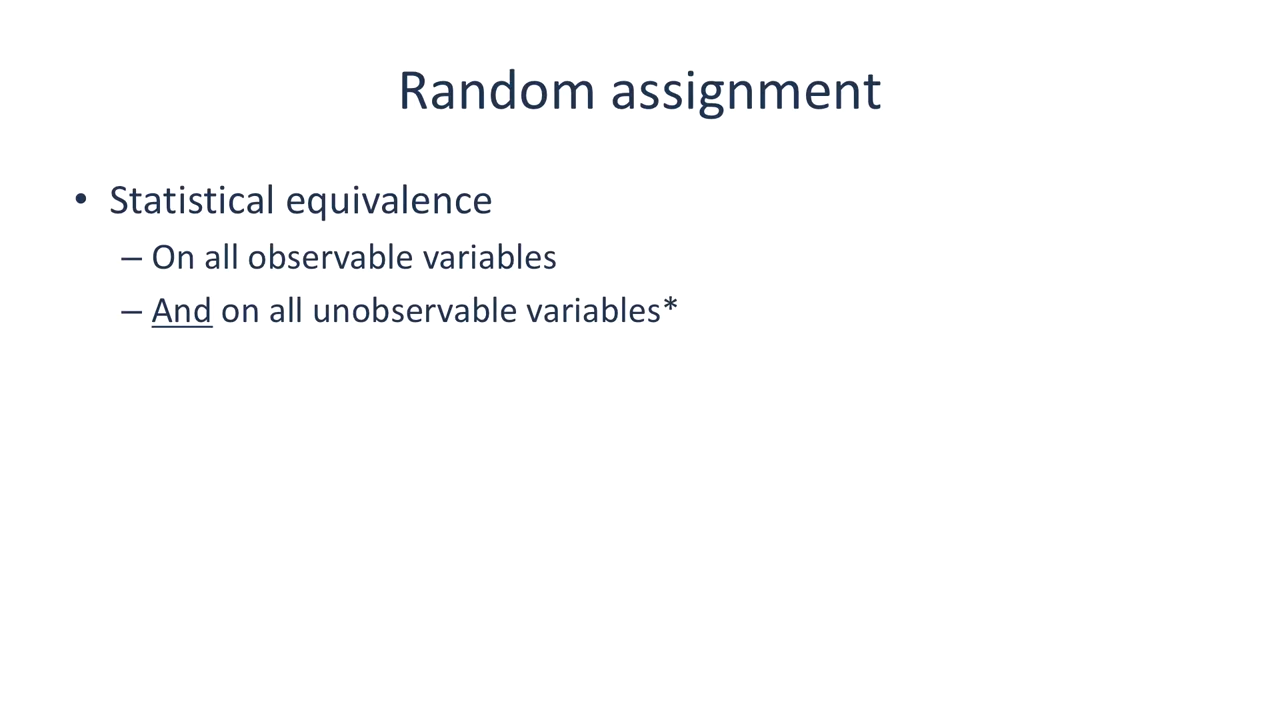 Random assignment
• Statistical equivalence
– On all observable variables
– And on all unobservable variables*